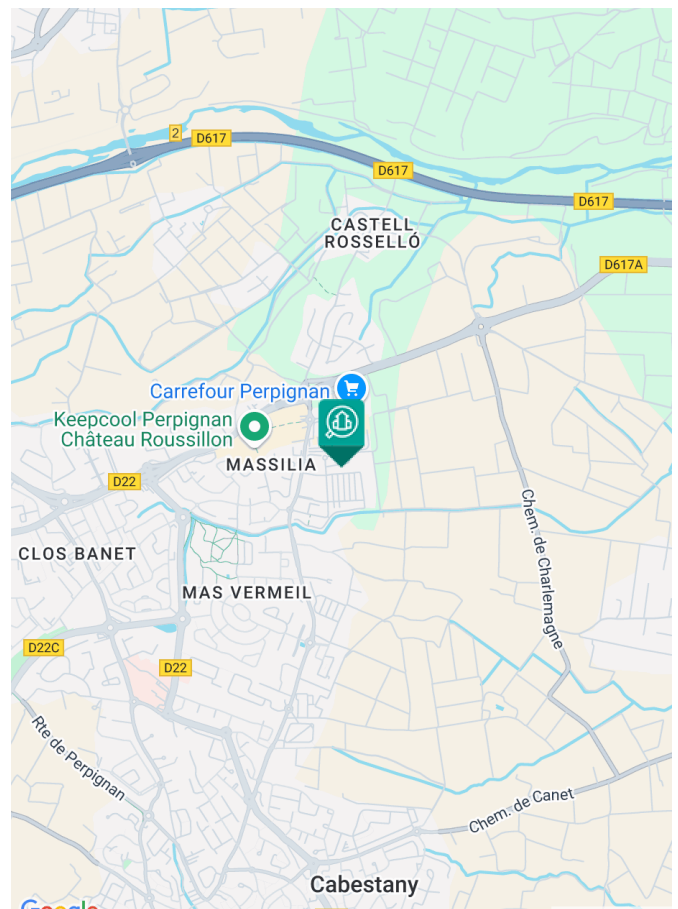 2
D617
D617
D617
CASTELL
ROSSELLÓ
D617A
Carrefour Perpignan
Keepcool Perpignan
Château Roussillon
MASSILIA
D22
Chem. de Charlemagne
CLOS BANET
MAS VERMEIL
D22C
D22
Rte de Perpignan
Chem. de Canet
Cabestany
Google